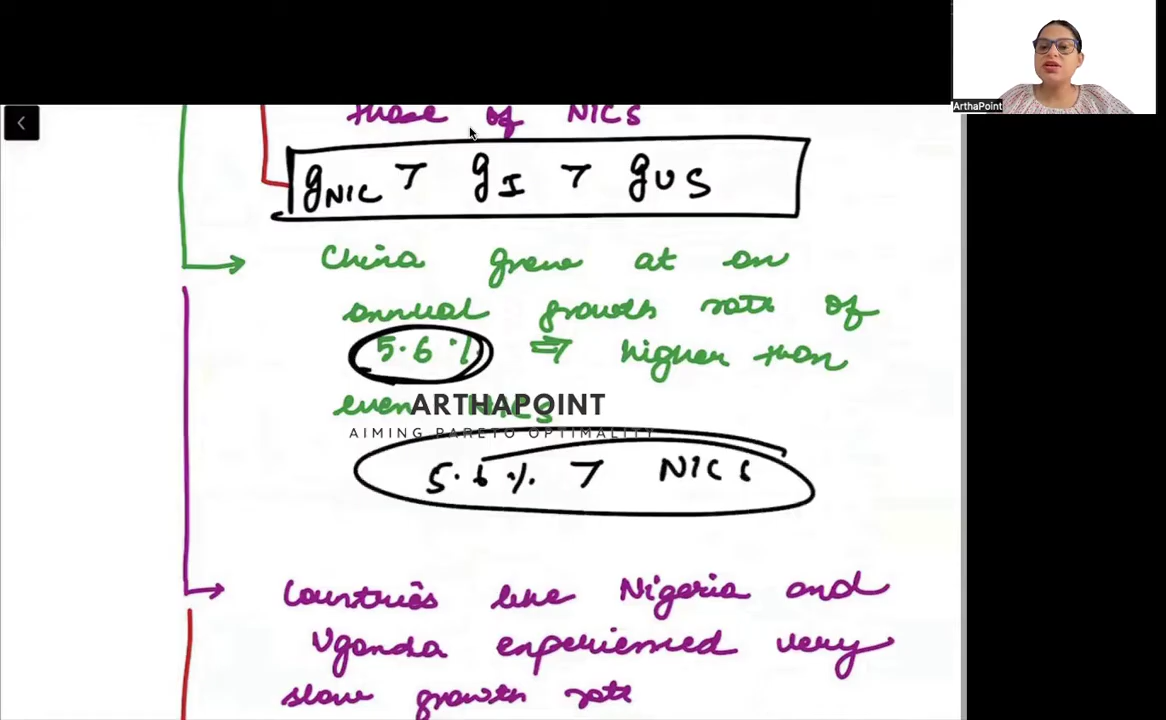 ArthaPoint
those of NICS
gNIC > gI > gUS
China grew at an
annual growth rate of
5.6 % ⇒ higher than
even NICS
ARTHAPOINT
AIMING PARETO OPTIMALITY
5.6 % > NICS
Countries like Nigeria and
Uganda experienced very
slow growth rate